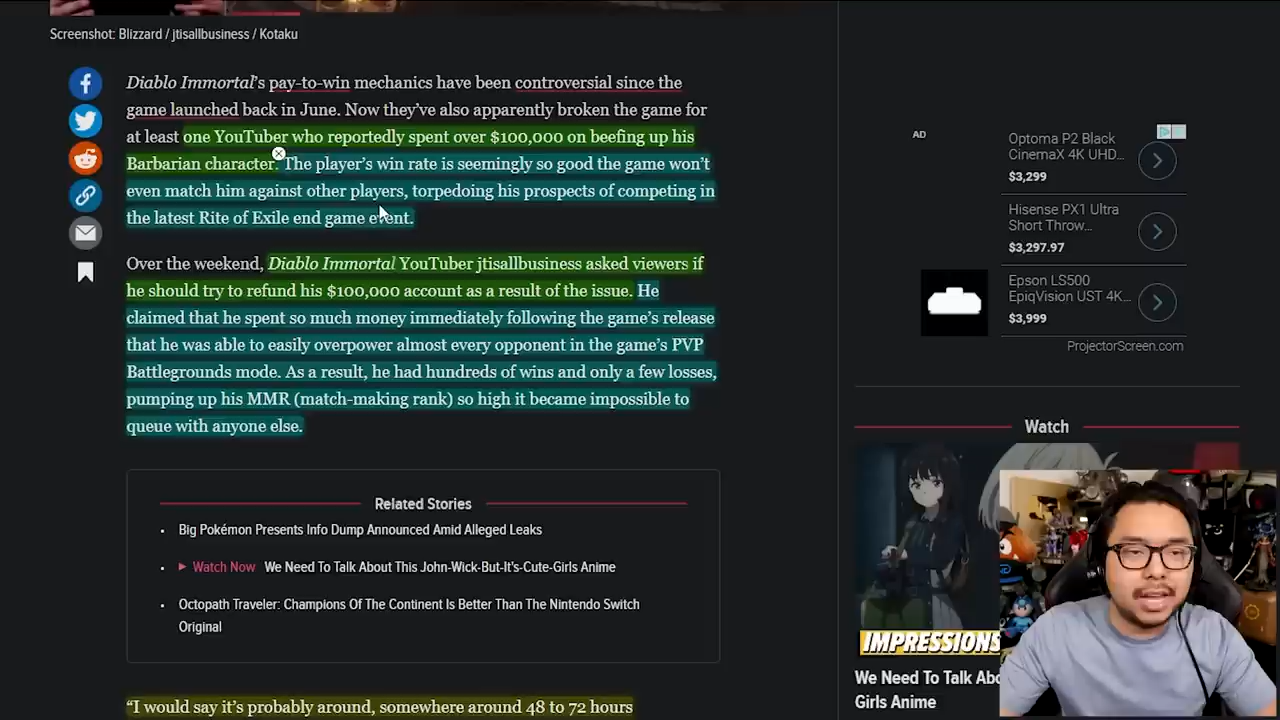 Screenshot: Blizzard / jtisallbusiness / Kotaku
Diablo Immortal's pay-to-win mechanics have been controversial since the
game launched back in June. Now they've also apparently broken the game for
at least one YouTuber who reportedly spent over $100,000 on beefing up his
Barbarian character. The player's win rate is seemingly so good the game won't
even match him against other players, torpedoing his prospects of competing in
the latest Rite of Exile end game event.
Over the weekend, Diablo Immortal YouTuber jtisallbusiness asked viewers if
he should try to refund his $100,000 account as a result of the issue. He
claimed that he spent so much money immediately following the game's release
that he was able to easily overpower almost every opponent in the game's PVP
Battlegrounds mode. As a result, he had hundreds of wins and only a few losses,
pumping up his MMR (match-making rank) so high it became impossible to
queue with anyone else.
Related Stories
Big Pokémon Presents Info Dump Announced Amid Alleged Leaks
Watch Now We Need To Talk About This John-Wick-But-It's-Cute-Girls Anime
Octopath Traveler: Champions Of The Continent Is Better Than The Nintendo Switch
Original
“I would say it's probably around, somewhere around 48 to 72 hours
AD
Optoma P2 Black
CinemaX 4K UHD...
$3,299
Hisense PX1 Ultra
Short Throw...
$3,297.97
Epson LS500
EpiqVision UST 4K...
$3,999
ProjectorScreen.com
Watch
IMPRESSIONS
We Need To Talk Abo
Girls Anime